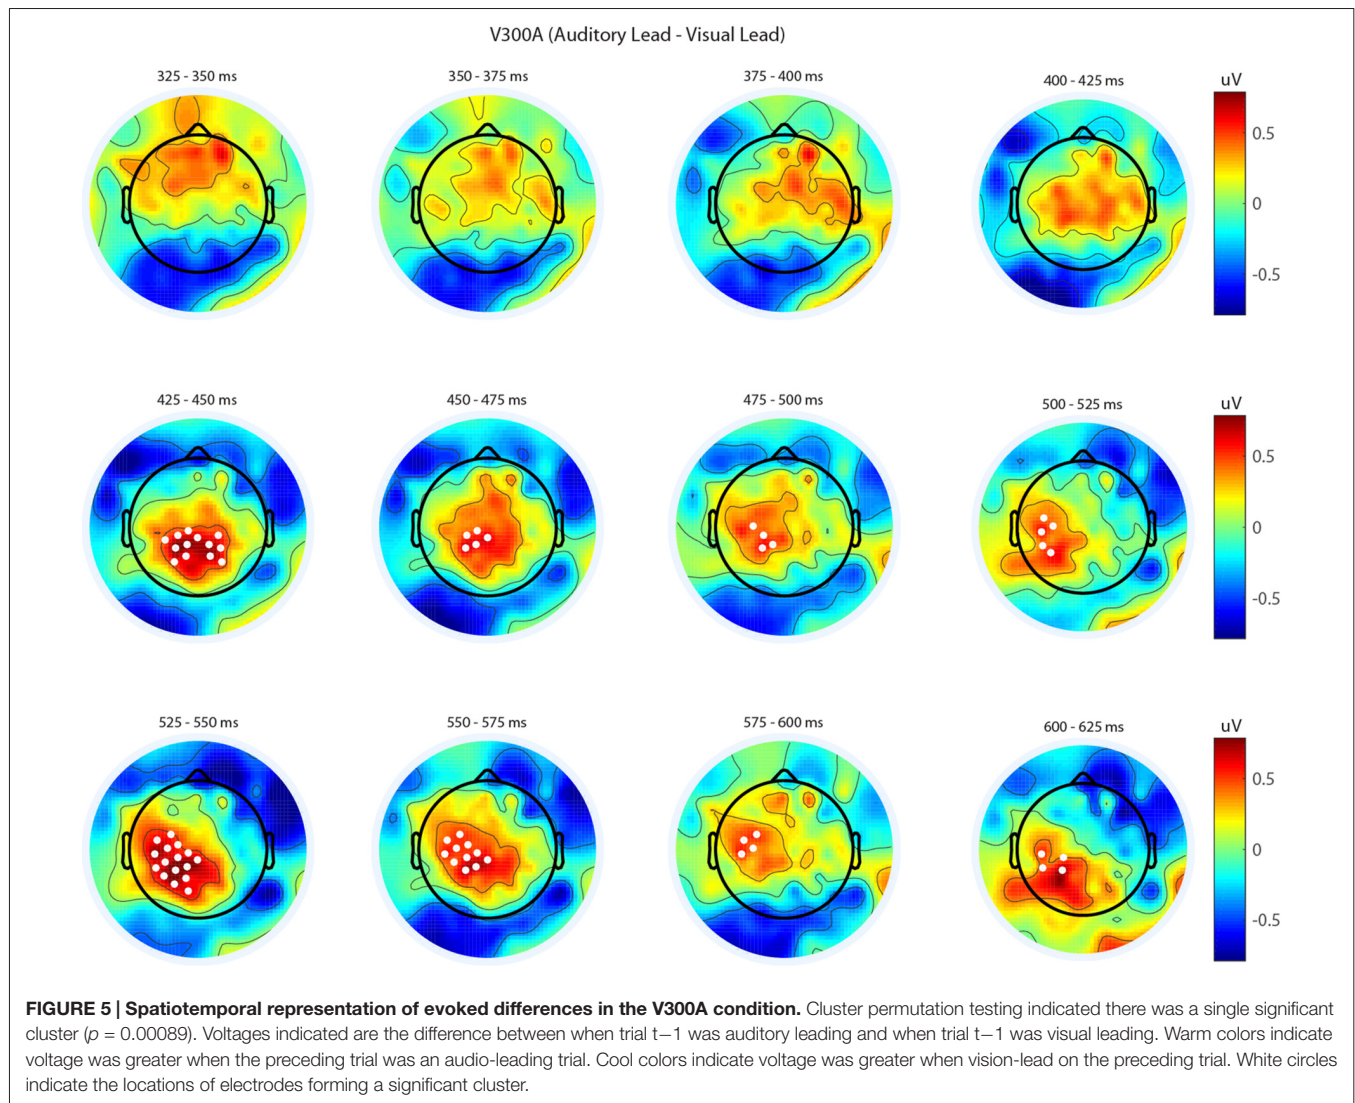 V300A (Auditory Lead - Visual Lead)
325 - 350 ms
350 - 375 ms
375 - 400 ms
400 - 425 ms
uV
0.5
0
-0.5
425 - 450 ms
450 - 475 ms
475 - 500 ms
500 - 525 ms
uV
0.5
0
-0.5
525 - 550 ms
550 - 575 ms
575 - 600 ms
600 - 625 ms
uV
0.5
0
-0.5
FIGURE 5 | Spatiotemporal representation of evoked differences in the V300A condition. Cluster permutation testing indicated there was a single significant
cluster (p = 0.00089). Voltages indicated are the difference between when trial t−1 was auditory leading and when trial t−1 was visual leading. Warm colors indicate
voltage was greater when the preceding trial was an audio-leading trial. Cool colors indicate voltage was greater when vision-lead on the preceding trial. White circles
indicate the locations of electrodes forming a significant cluster.